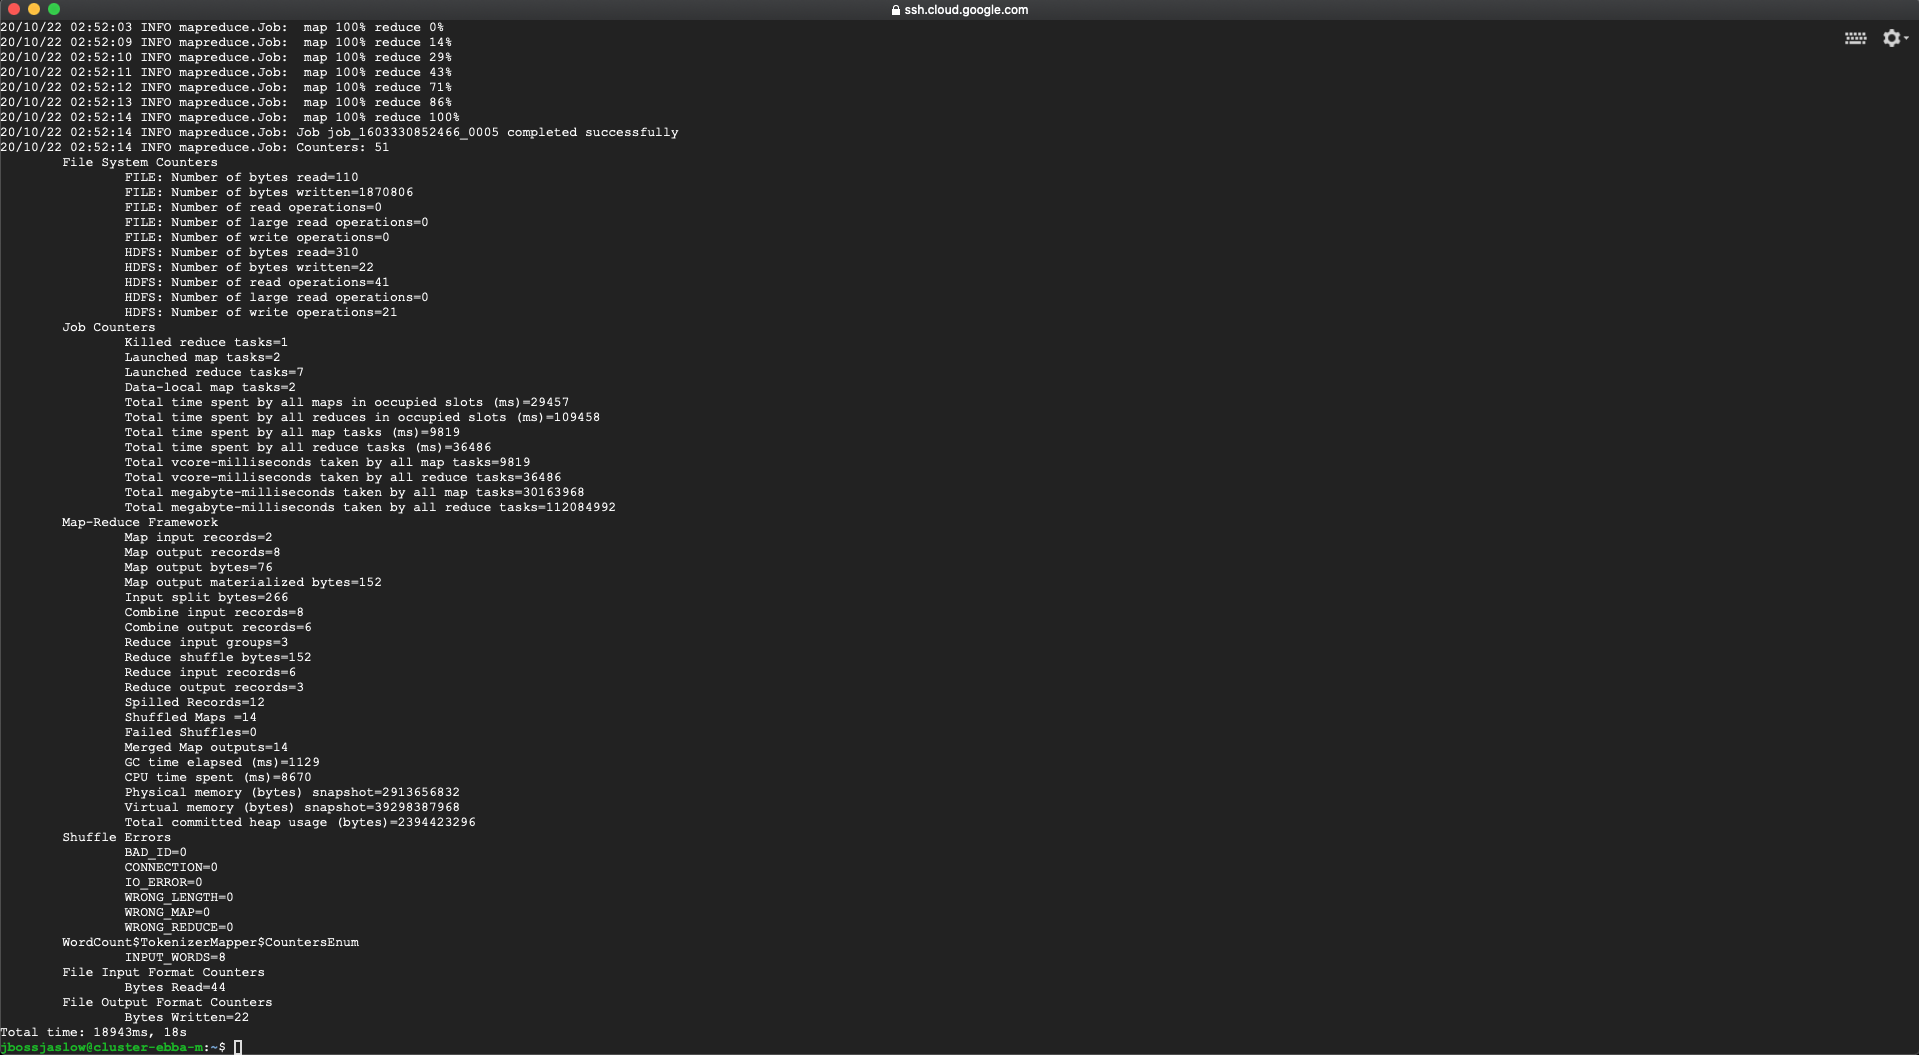 ssh.cloud.google.com
20/10/22 02:52:03 INFO mapreduce.Job:  map 100% reduce 0%
20/10/22 02:52:09 INFO mapreduce.Job:  map 100% reduce 14%
20/10/22 02:52:10 INFO mapreduce.Job:  map 100% reduce 29%
20/10/22 02:52:11 INFO mapreduce.Job:  map 100% reduce 43%
20/10/22 02:52:12 INFO mapreduce.Job:  map 100% reduce 71%
20/10/22 02:52:13 INFO mapreduce.Job:  map 100% reduce 86%
20/10/22 02:52:14 INFO mapreduce.Job:  map 100% reduce 100%
20/10/22 02:52:14 INFO mapreduce.Job: Job job_1603330852466_0005 completed successfully
20/10/22 02:52:14 INFO mapreduce.Job: Counters: 51
File System Counters
FILE: Number of bytes read=110
FILE: Number of bytes written=1870806
FILE: Number of read operations=0
FILE: Number of large read operations=0
FILE: Number of write operations=0
HDFS: Number of bytes read=310
HDFS: Number of bytes written=22
HDFS: Number of read operations=41
HDFS: Number of large read operations=0
HDFS: Number of write operations=21
Job Counters
Killed reduce tasks=1
Launched map tasks=2
Launched reduce tasks=7
Data-local map tasks=2
Total time spent by all maps in occupied slots (ms)=29457
Total time spent by all reduces in occupied slots (ms)=109458
Total time spent by all map tasks (ms)=9819
Total time spent by all reduce tasks (ms)=36486
Total vcore-milliseconds taken by all map tasks=9819
Total vcore-milliseconds taken by all reduce tasks=36486
Total megabyte-milliseconds taken by all map tasks=30163968
Total megabyte-milliseconds taken by all reduce tasks=112084992
Map-Reduce Framework
Map input records=2
Map output records=8
Map output bytes=76
Map output materialized bytes=152
Input split bytes=266
Combine input records=8
Combine output records=6
Reduce input groups=3
Reduce shuffle bytes=152
Reduce input records=6
Reduce output records=3
Spilled Records=12
Shuffled Maps =14
Failed Shuffles=0
Merged Map outputs=14
GC time elapsed (ms)=1129
CPU time spent (ms)=8670
Physical memory (bytes) snapshot=2913656832
Virtual memory (bytes) snapshot=39298387968
Total committed heap usage (bytes)=2394423296
Shuffle Errors
BAD_ID=0
CONNECTION=0
IO_ERROR=0
WRONG_LENGTH=0
WRONG_MAP=0
WRONG_REDUCE=0
WordCount$TokenizerMapper$CountersEnum
INPUT_WORDS=8
File Input Format Counters
Bytes Read=44
File Output Format Counters
Bytes Written=22
Total time: 18943ms, 18s
jbossjaslow@cluster-ebba-m:~$